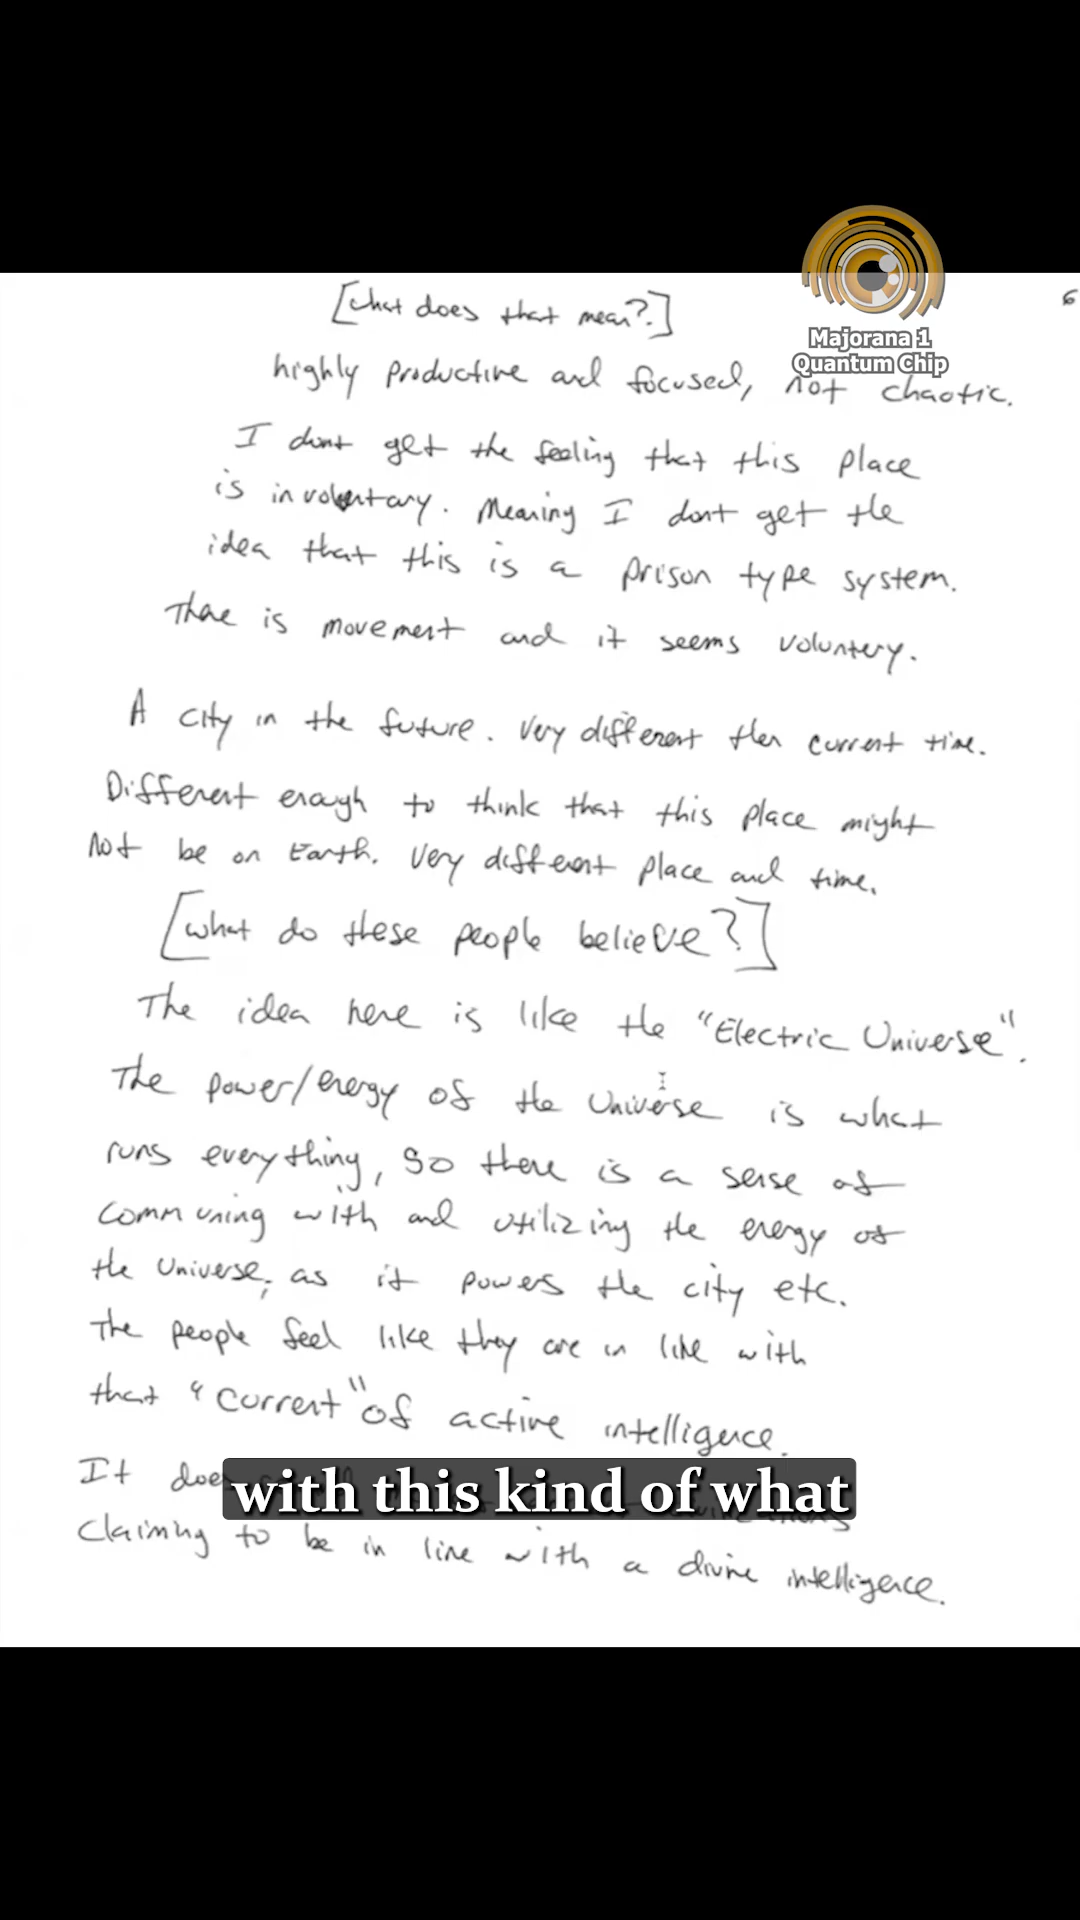 [what does that mean?.]
6
Majorana 1
Quantum Chip
highly productive and focused, not chaotic.
I dont get the feeling that this place
is involuntary. Meaning I dont get the
idea that this is a prison type system.
There is movement and it seems voluntery.
A city in the future. Very different then current time.
Different enough to think that this place might
not be on Earth. Very different place and time.
[what do these people believe?]
The idea here is like the "Electric Universe".
The power/energy of the Universe is what
runs everything, so there is a sense of
communing with and utilizing the energy of
the Universe, as it powers the city etc.
The people feel like they are in line with
that "current" of active intelligence.
It
with this kind of what
claiming to be in line with a divine intelligence.